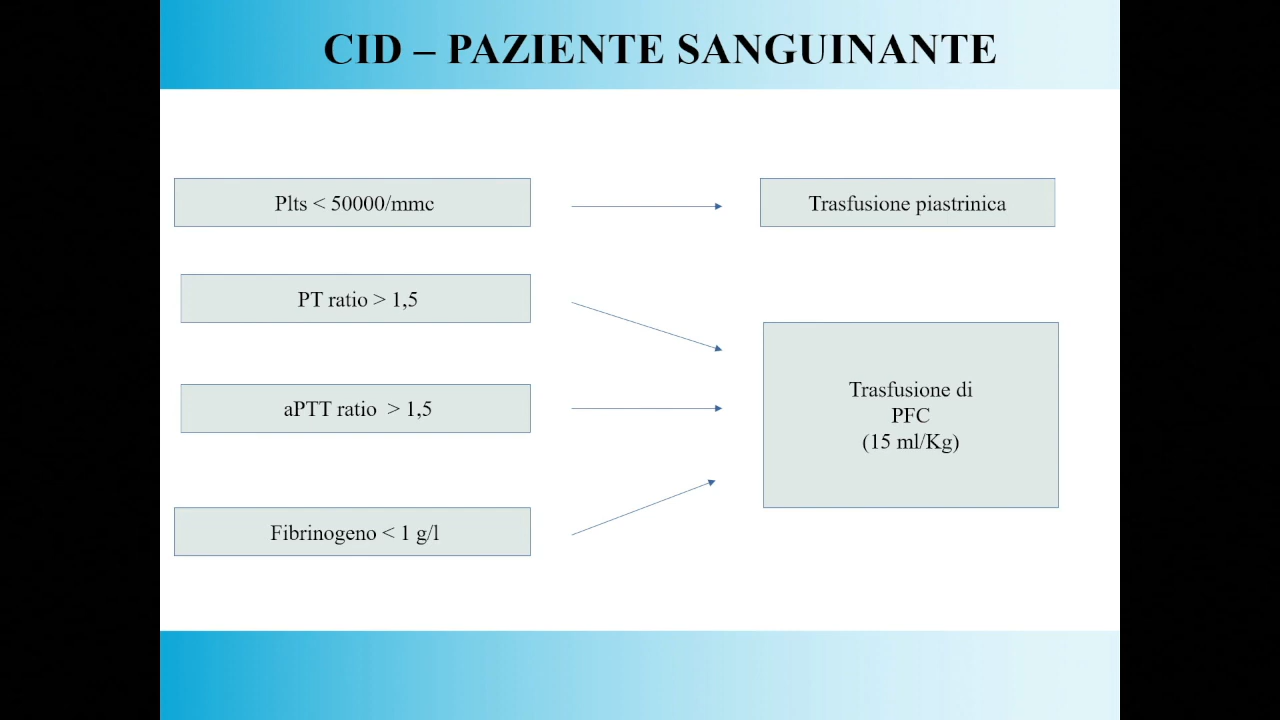 CID – PAZIENTE SANGUINANTE
Plts < 50000/mmc
Trasfusione piastrinica
PT ratio > 1,5
aPTT ratio > 1,5
Fibrinogeno < 1 g/l
Trasfusione di
PFC
(15 ml/Kg)